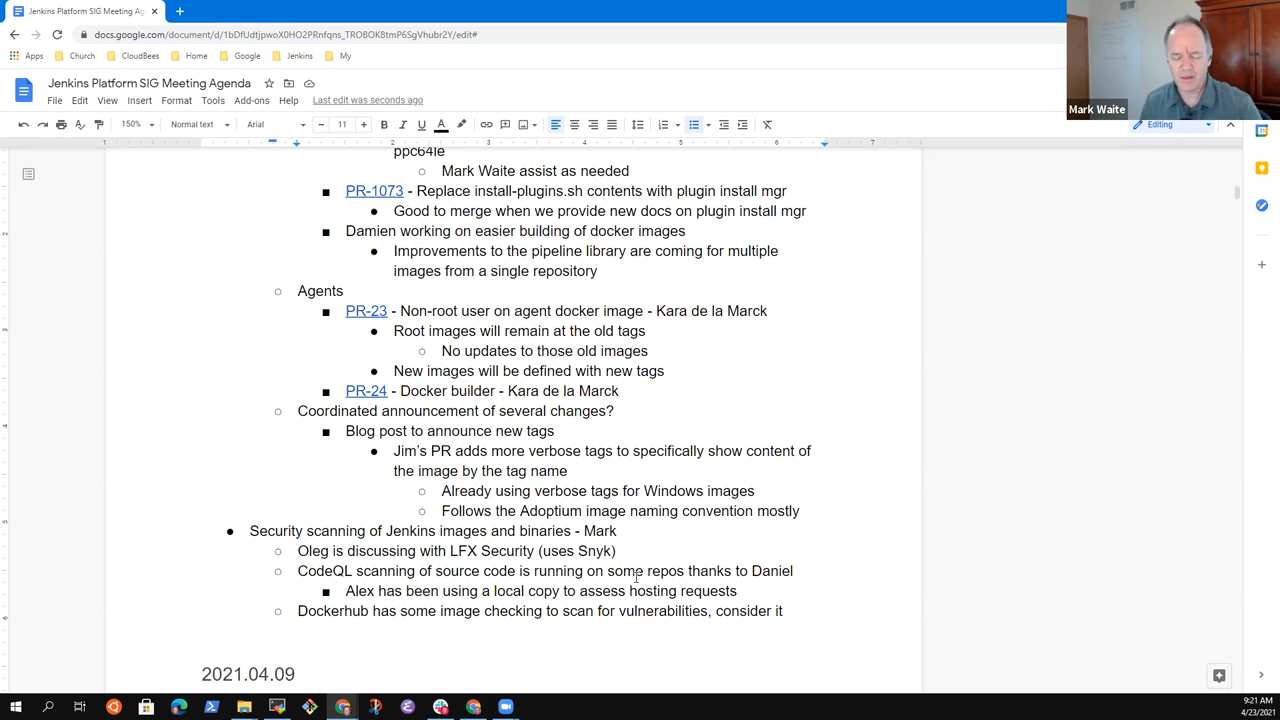 Jenkins Platform SIG Meeting Ag
docs.google.com/document/d/1bDfUdtjpwoX0HO2PRnfqns_TROBOK8tmP6SgVhubr2Y/edit#
Apps Church CloudBees Home Google Jenkins My
Jenkins Platform SIG Meeting Agenda
File Edit View Insert Format Tools Add-ons Help Last edit was seconds ago
150% Normal text Arial 11 Editing
Mark Waite
1 2 3 4 5 6 7
ppc64le
Mark Waite assist as needed
PR-1073 - Replace install-plugins.sh contents with plugin install mgr
Good to merge when we provide new docs on plugin install mgr
Damien working on easier building of docker images
Improvements to the pipeline library are coming for multiple
images from a single repository
Agents
PR-23 - Non-root user on agent docker image - Kara de la Marck
Root images will remain at the old tags
No updates to those old images
New images will be defined with new tags
PR-24 - Docker builder - Kara de la Marck
Coordinated announcement of several changes?
Blog post to announce new tags
Jim's PR adds more verbose tags to specifically show content of
the image by the tag name
Already using verbose tags for Windows images
Follows the Adoptium image naming convention mostly
Security scanning of Jenkins images and binaries - Mark
Oleg is discussing with LFX Security (uses Snyk)
CodeQL scanning of source code is running on some repos thanks to Daniel
Alex has been using a local copy to assess hosting requests
Dockerhub has some image checking to scan for vulnerabilities, consider it
2021.04.09
9:21 AM
4/23/2021